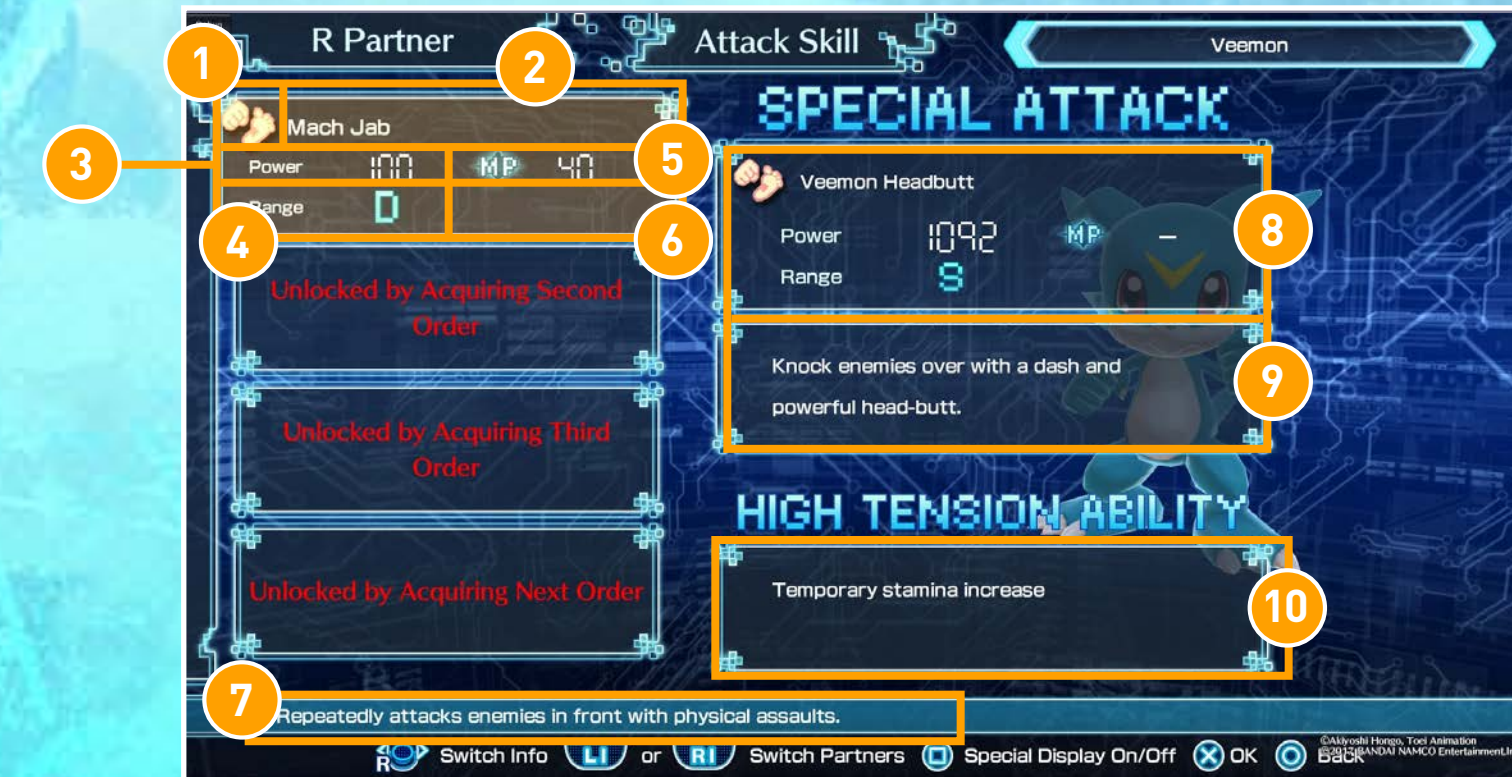 R Partner
Attack Skill
Veemon
1
2
Mach Jab
3
Power 100 MP 40
5
Range D
4
6
Unlocked by Acquiring Second
Order
Unlocked by Acquiring Third
Order
Unlocked by Acquiring Next Order
SPECIAL ATTACK
Veemon Headbutt
Power 1092 MP –
8
Range S
Knock enemies over with a dash and
powerful head-butt.
9
HIGH TENSION ABILITY
Temporary stamina increase
10
7
Repeatedly attacks enemies in front with physical assaults.
R Switch Info L1 or R1 Switch Partners Special Display On/Off OK Back
©Akiyoshi Hongo, Toei Animation
©2017 BANDAI NAMCO Entertainment